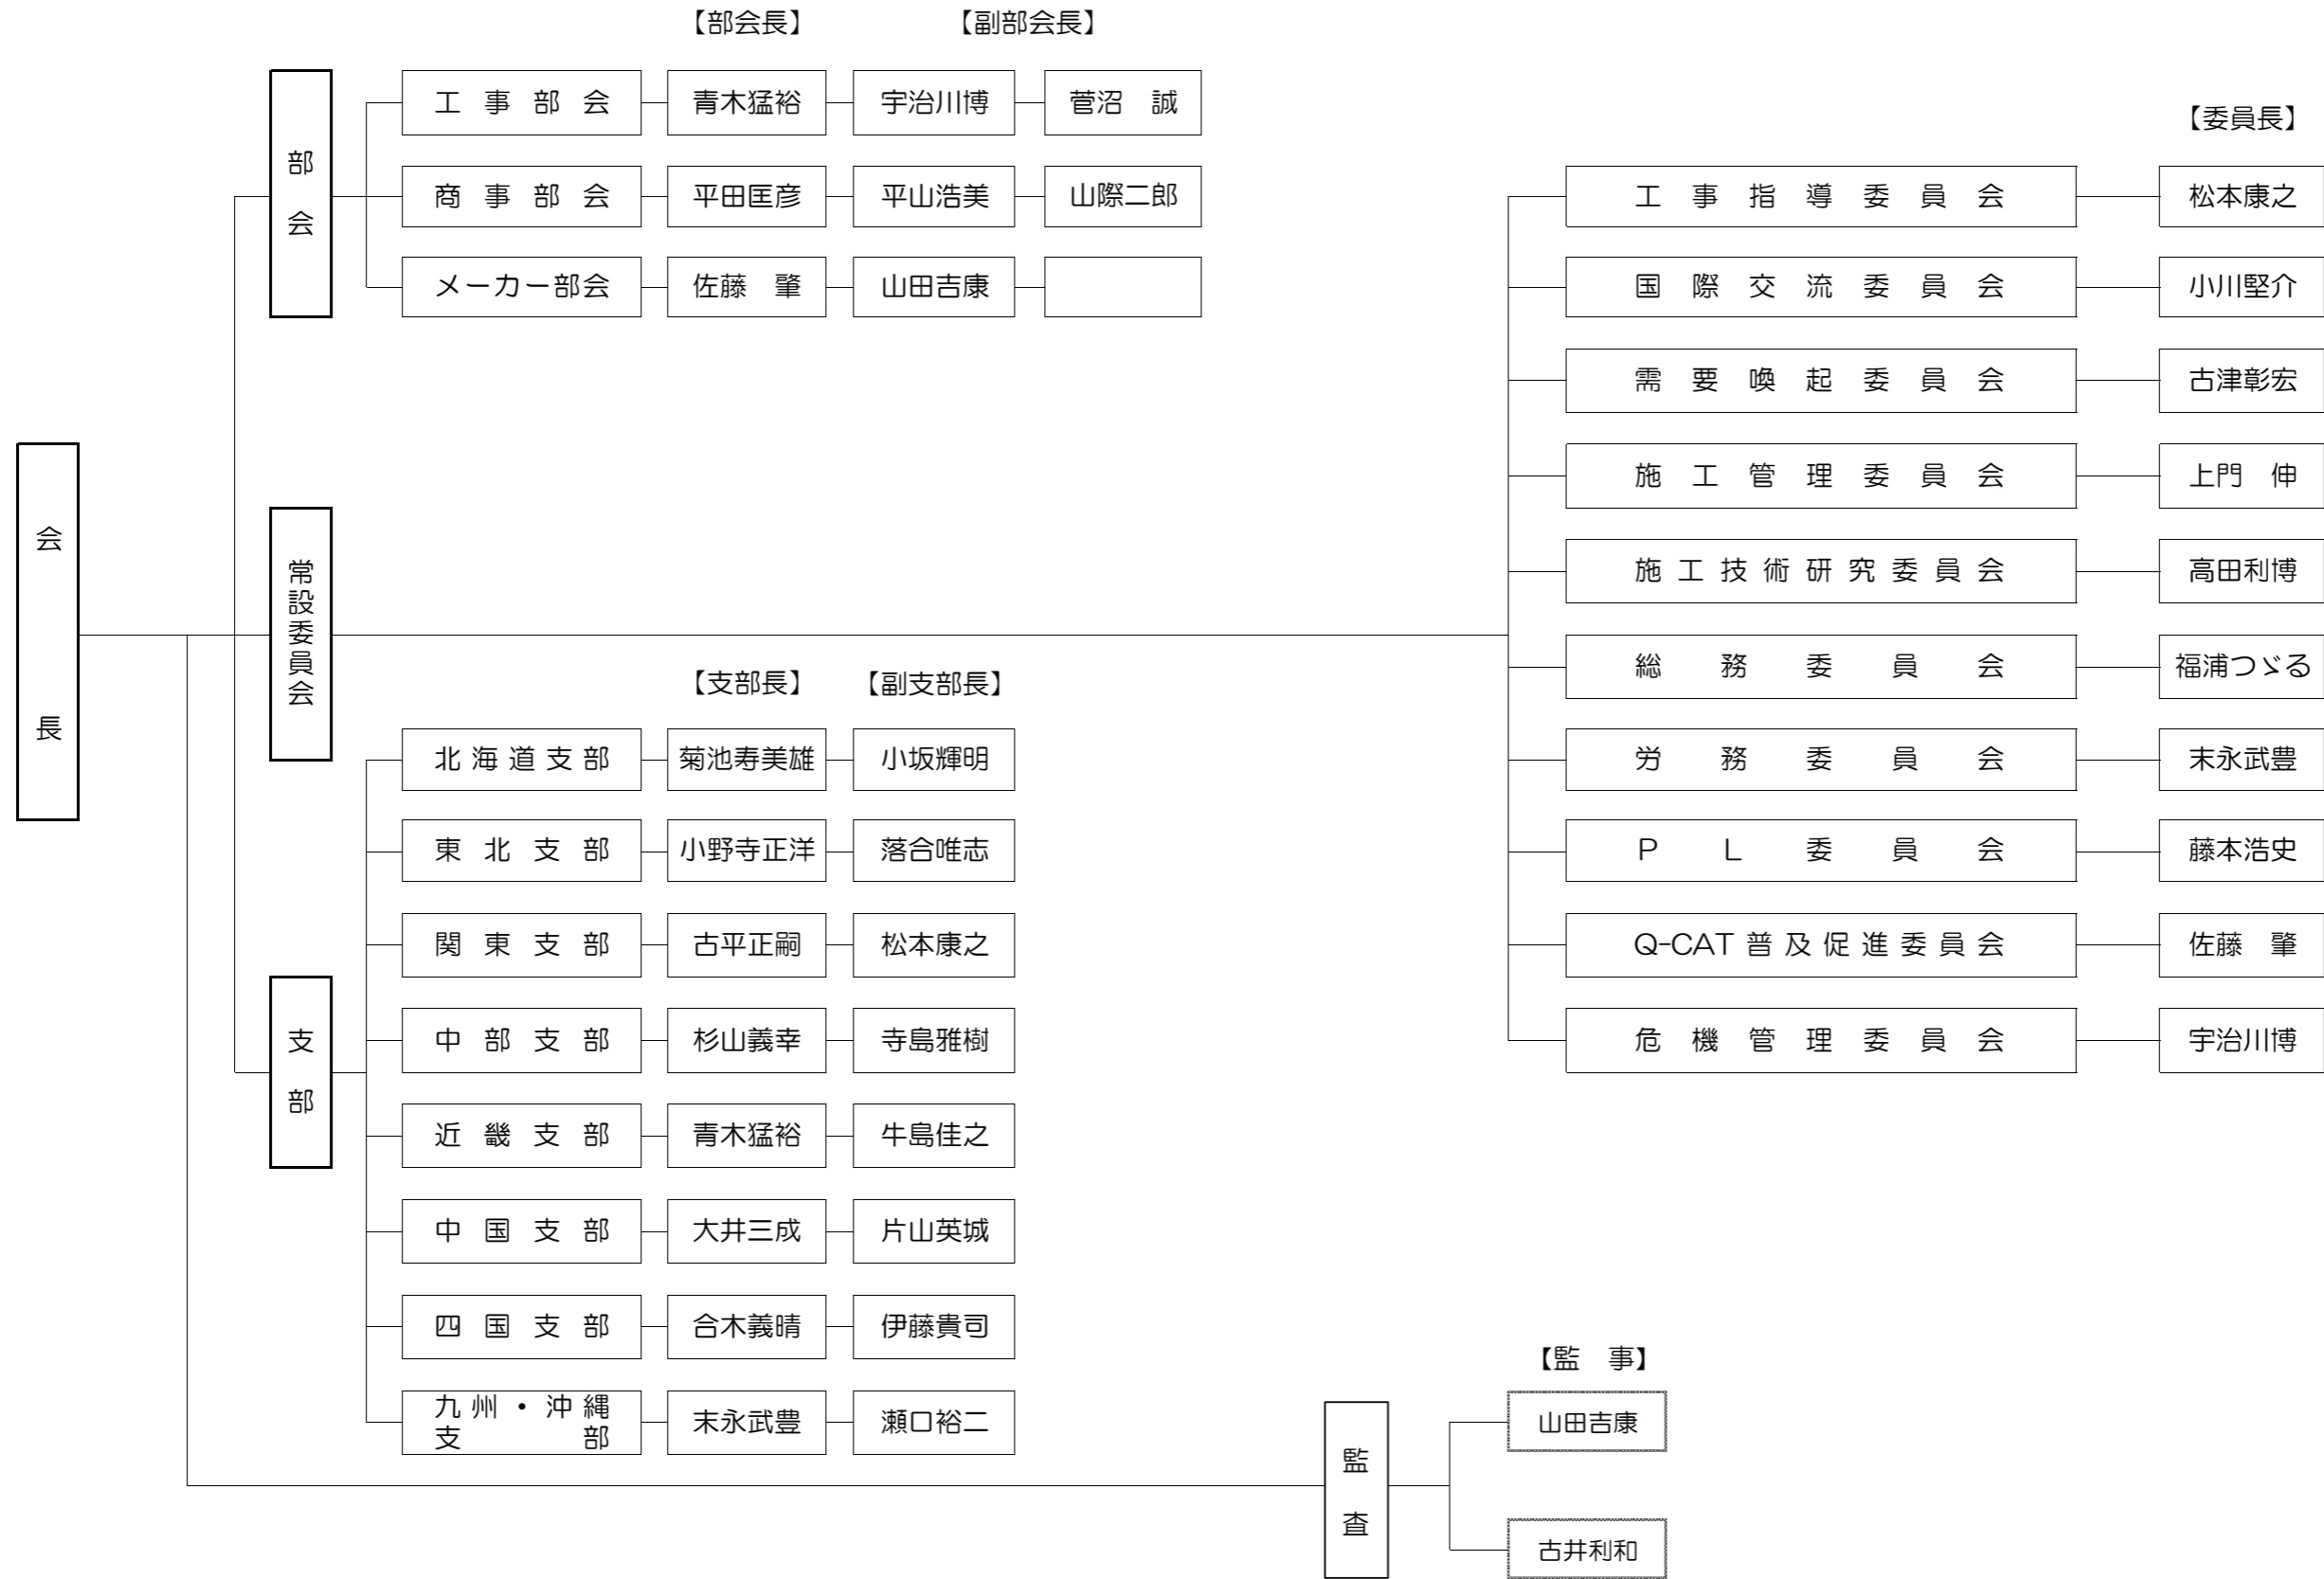 【部会長】 【副部会長】
工事部会 青木猛裕 宇治川博 菅沼　誠
商事部会 平田匡彦 平山浩美 山際二郎
メーカー部会 佐藤　肇 山田吉康
部会
会長
常設委員会
【支部長】 【副支部長】
北海道支部 菊池寿美雄 小坂輝明
東北支部 小野寺正洋 落合唯志
関東支部 古平正嗣 松本康之
中部支部 杉山義幸 寺島雅樹
近畿支部 青木猛裕 牛島佳之
中国支部 大井三成 片山英城
四国支部 合木義晴 伊藤貴司
九州・沖縄
支部
末永武豊 瀬口裕二
支部
【委員長】
工事指導委員会 松本康之
国際交流委員会 小川堅介
需要喚起委員会 古津彰宏
施工管理委員会 上門　伸
施工技術研究委員会 高田利博
総務委員会 福浦つゞる
労務委員会 末永武豊
PL委員会 藤本浩史
Q-CAT普及促進委員会 佐藤　肇
危機管理委員会 宇治川博
【監　事】
監査
山田吉康
古井利和